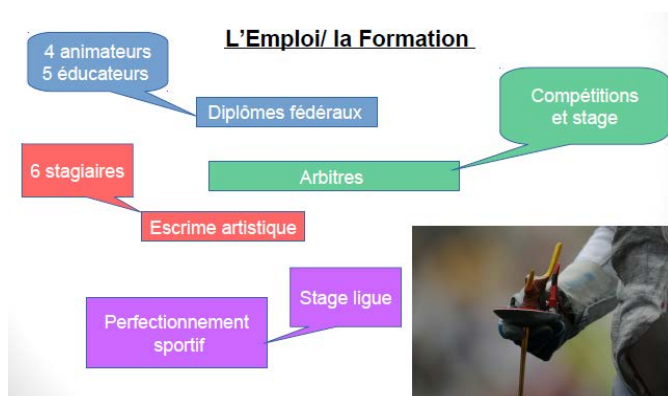 L'Emploi/ la Formation
4 animateurs
5 éducateurs
Diplômes fédéraux
Compétitions
et stage
Arbitres
6 stagiaires
Escrime artistique
Stage ligue
Perfectionnement
sportif